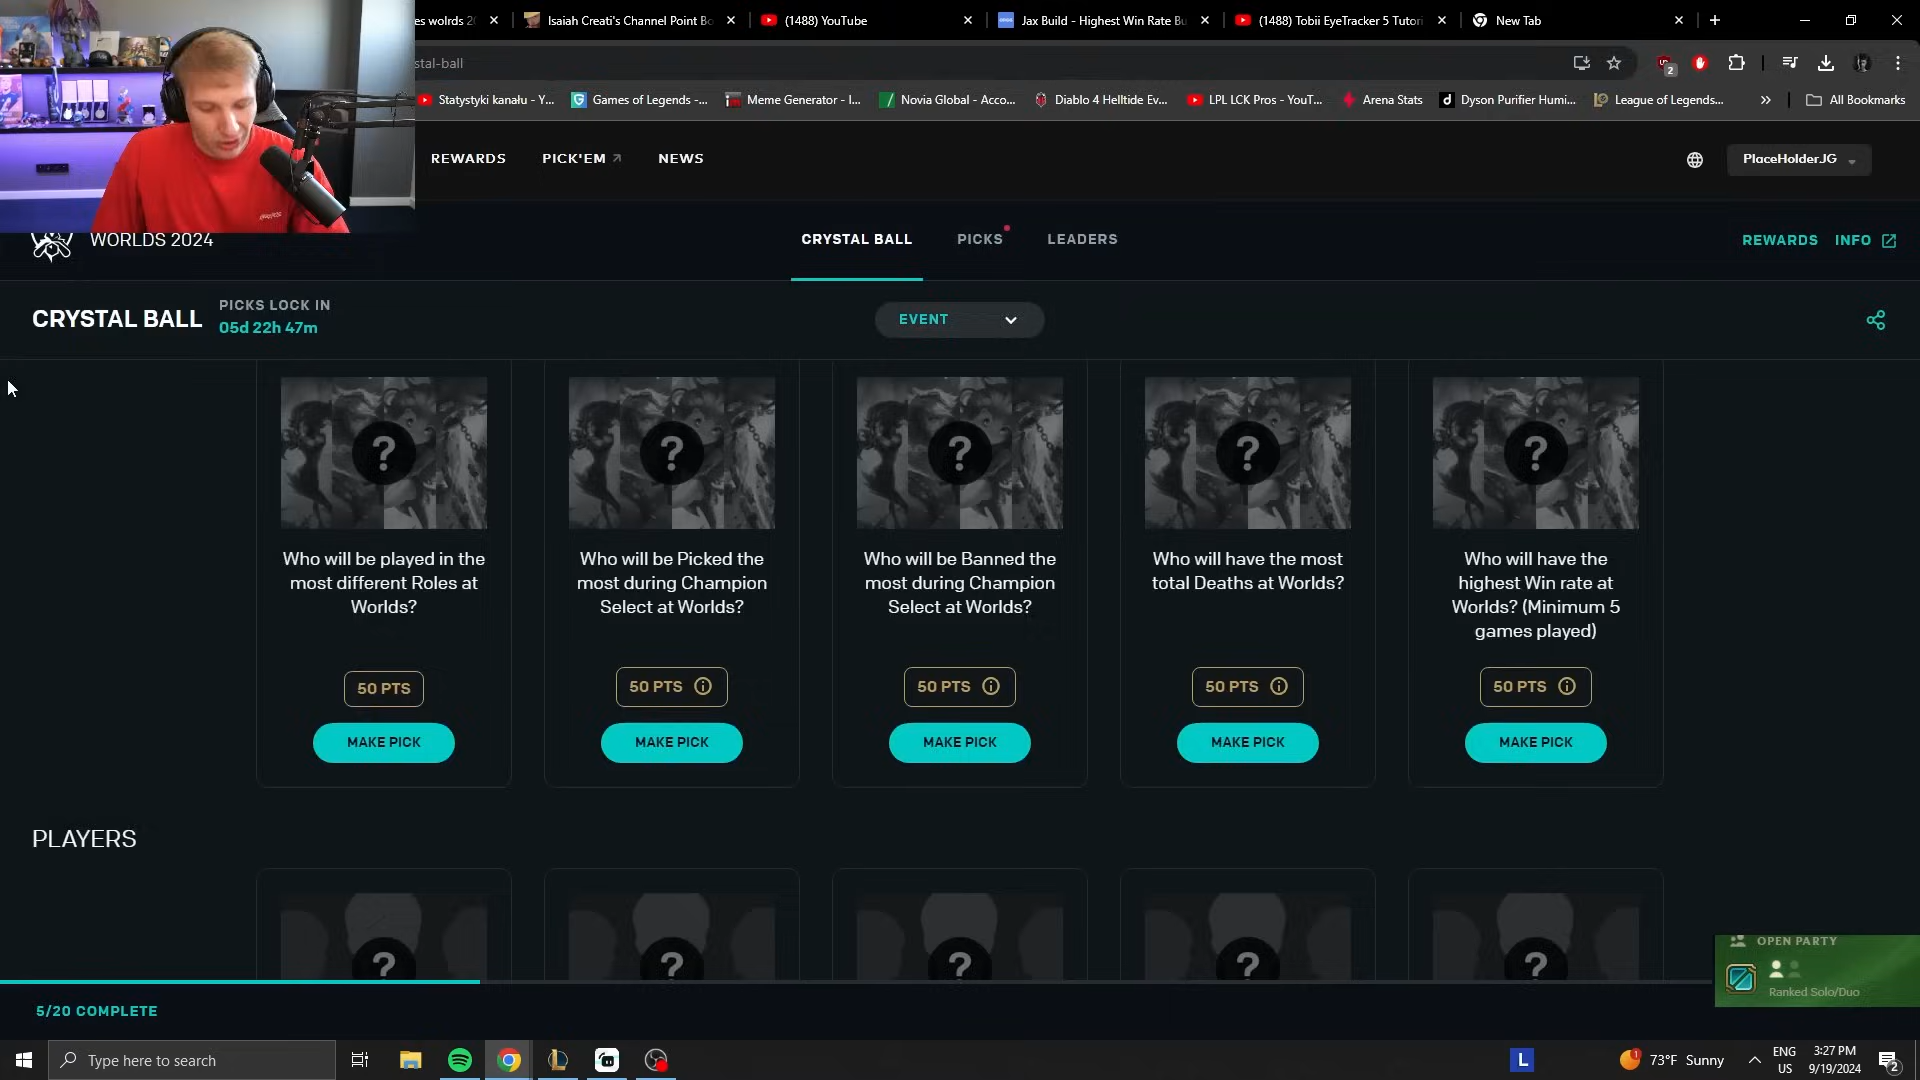 es wolrds 2
Isaiah Creati's Channel Point Bo
(1488) YouTube
Jax Build - Highest Win Rate Bu
(1488) Tobii EyeTracker 5 Tutori
New Tab
stal-ball
2
Statystyki kanału - Y...
Games of Legends -...
Meme Generator - I...
Novia Global - Acco...
Diablo 4 Helltide Ev...
LPL LCK Pros - YouT...
Arena Stats
Dyson Purifier Humi...
League of Legends...
All Bookmarks
REWARDS
PICK'EM
NEWS
PlaceHolderJG
WORLDS 2024
CRYSTAL BALL
PICKS
LEADERS
REWARDS
INFO
CRYSTAL BALL
PICKS LOCK IN
05d 22h 47m
EVENT
?
?
?
?
?
Who will be played in the
most different Roles at
Worlds?
50 PTS
MAKE PICK
Who will be Picked the
most during Champion
Select at Worlds?
50 PTS
MAKE PICK
Who will be Banned the
most during Champion
Select at Worlds?
50 PTS
MAKE PICK
Who will have the most
total Deaths at Worlds?
50 PTS
MAKE PICK
Who will have the
highest Win rate at
Worlds? (Minimum 5
games played)
50 PTS
MAKE PICK
PLAYERS
?
?
?
?
?
OPEN PARTY
Ranked Solo/Duo
5/20 COMPLETE
Type here to search
L
1
73°F Sunny
ENG
US
3:27 PM
9/19/2024
2